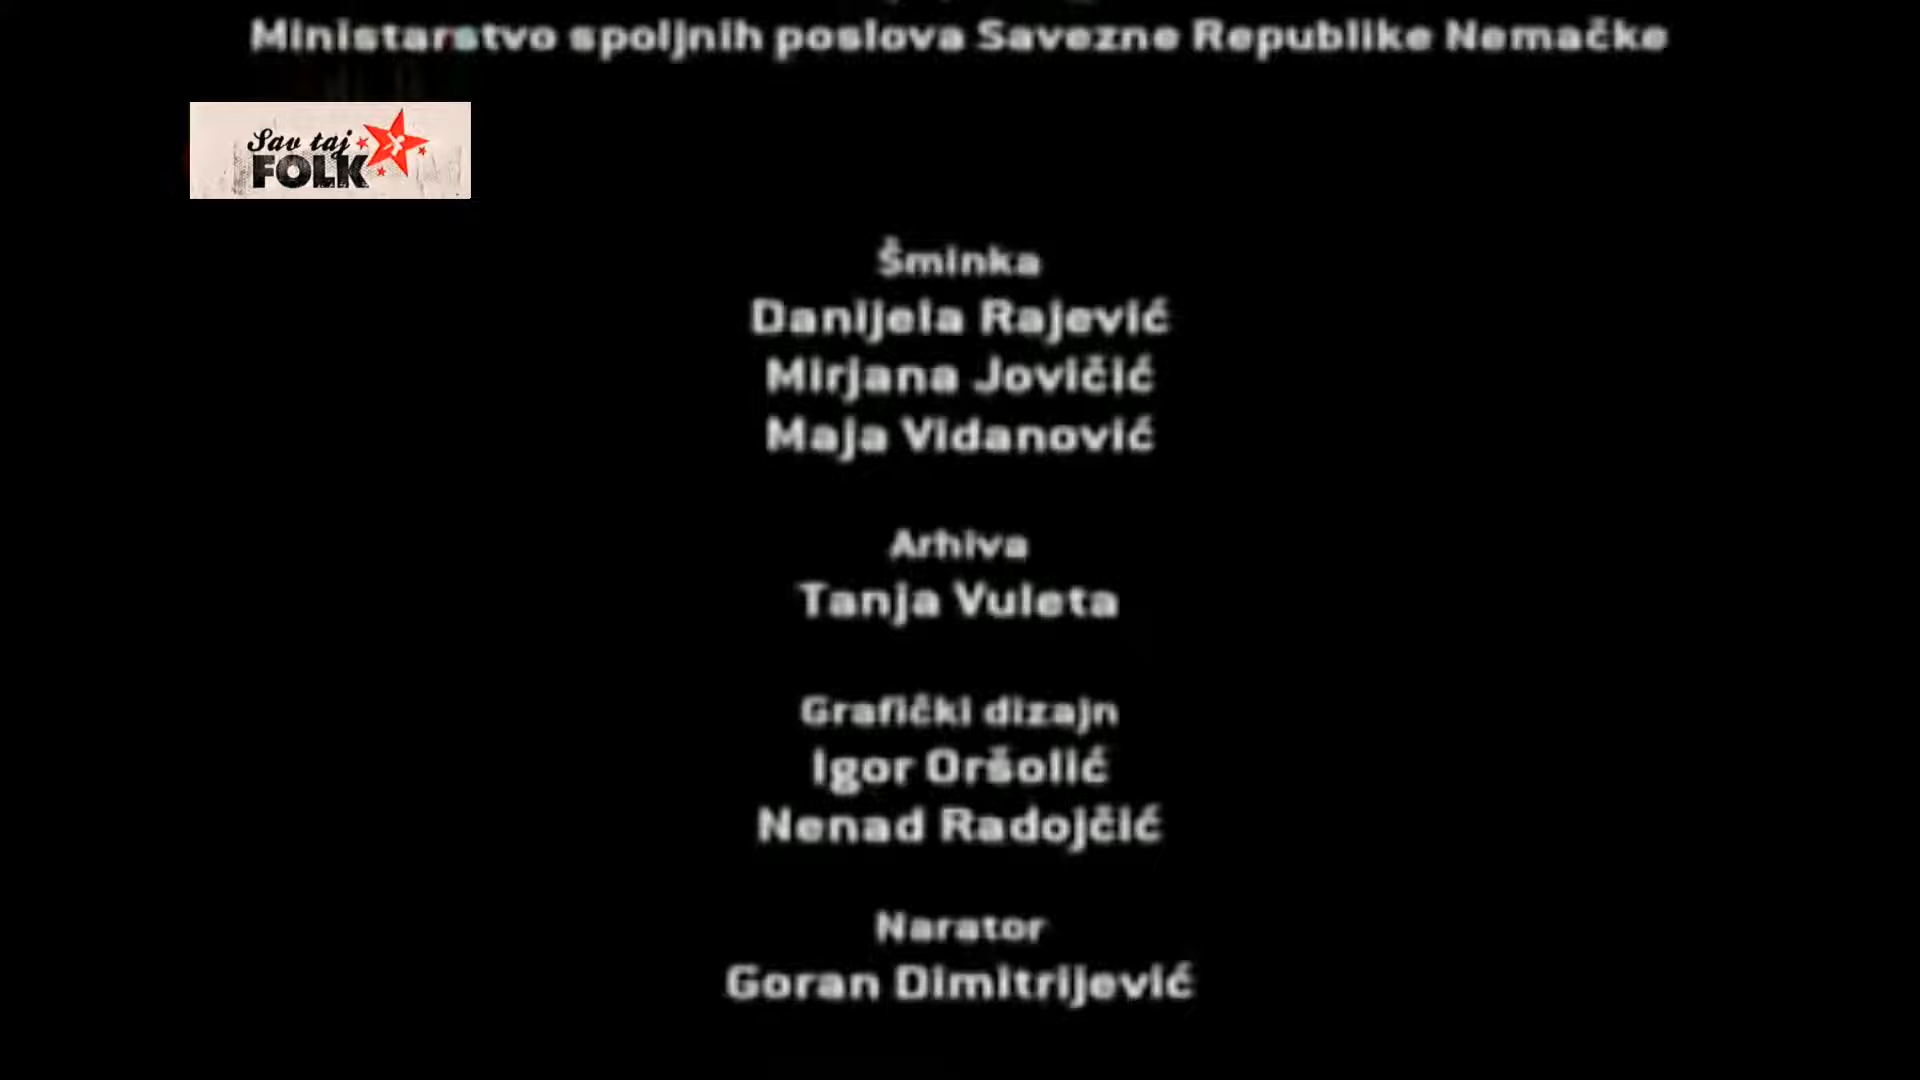 Ministarstvo spoljnih poslova Savezne Republike Nemačke
Sav taj
FOLK
Šminka
Danijela Rajević
Mirjana Jovičić
Maja Vidanović
Arhiva
Tanja Vuleta
Grafički dizajn
Igor Oršolić
Nenad Radojčić
Narator
Goran Dimitrijević